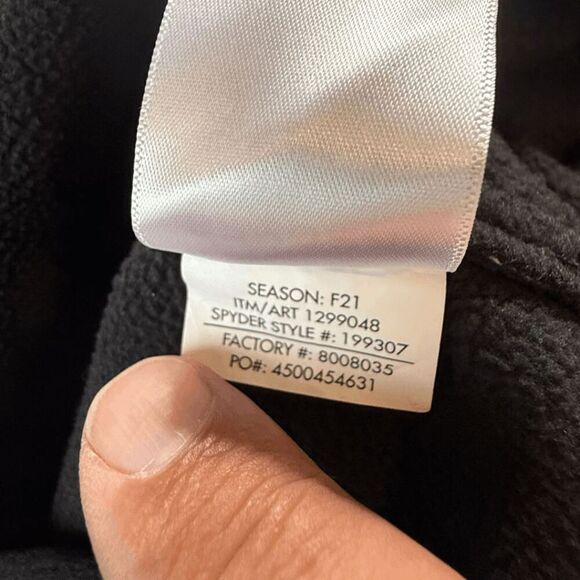 SEASON: F21
ITM/ART 1299048
SPYDER STYLE #: 199307
FACTORY #: 8008035
PO#: 4500454631